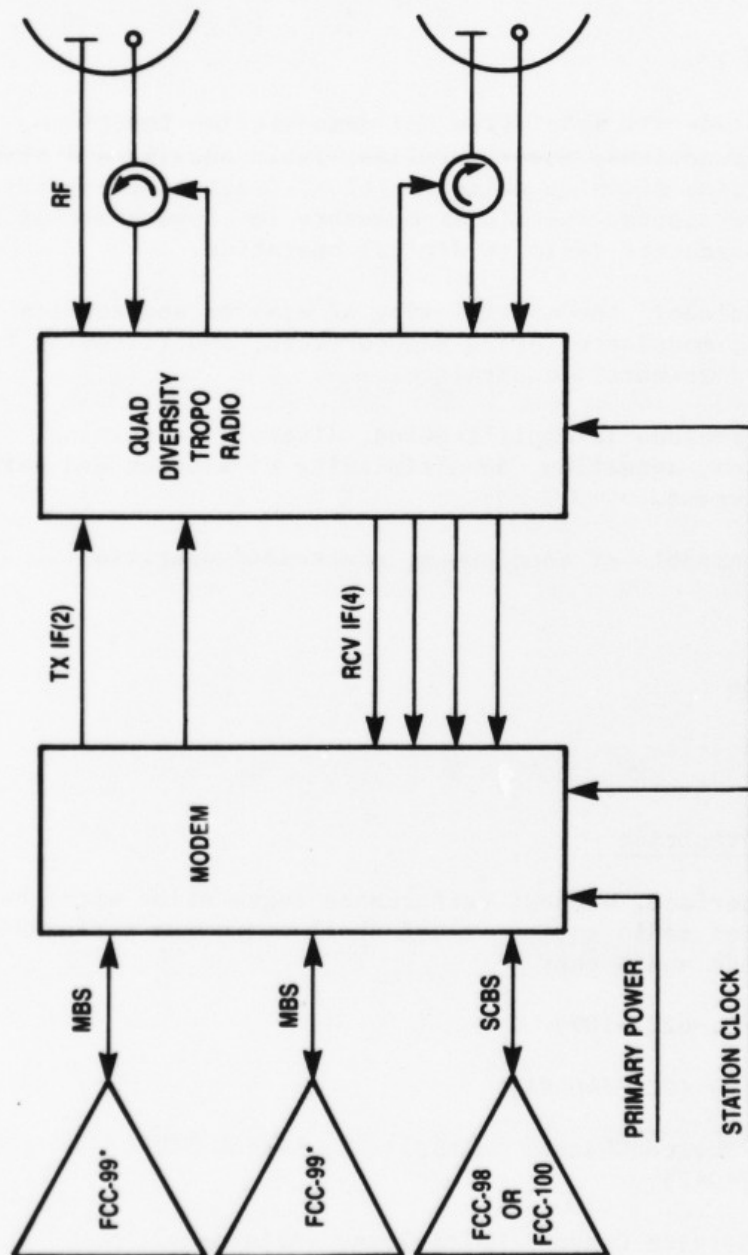 RF
QUAD
DIVERSITY
TROPO
RADIO
TX IF(2)
RCV IF(4)
MODEM
MBS
MBS
SCBS
FCC-99*
FCC-99*
FCC-98
OR
FCC-100
PRIMARY POWER
STATION CLOCK